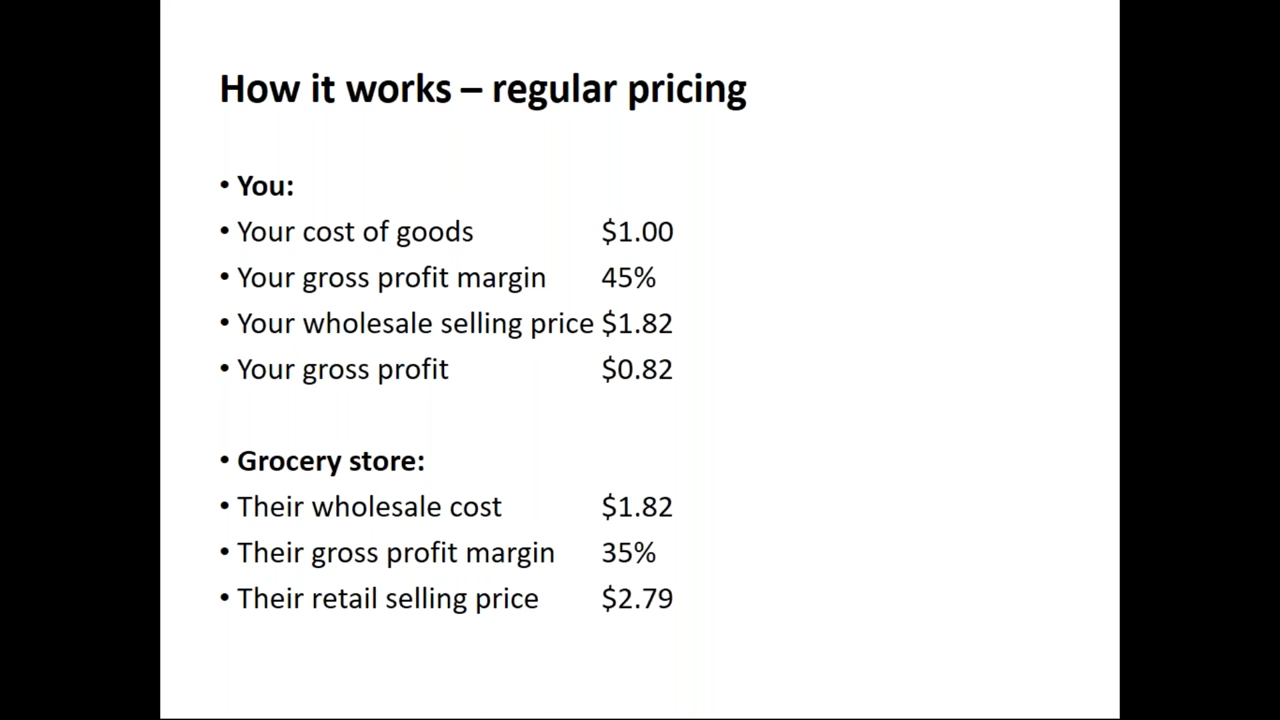 How it works – regular pricing
• You:
• Your cost of goods $1.00
• Your gross profit margin 45%
• Your wholesale selling price $1.82
• Your gross profit $0.82
• Grocery store:
• Their wholesale cost $1.82
• Their gross profit margin 35%
• Their retail selling price $2.79